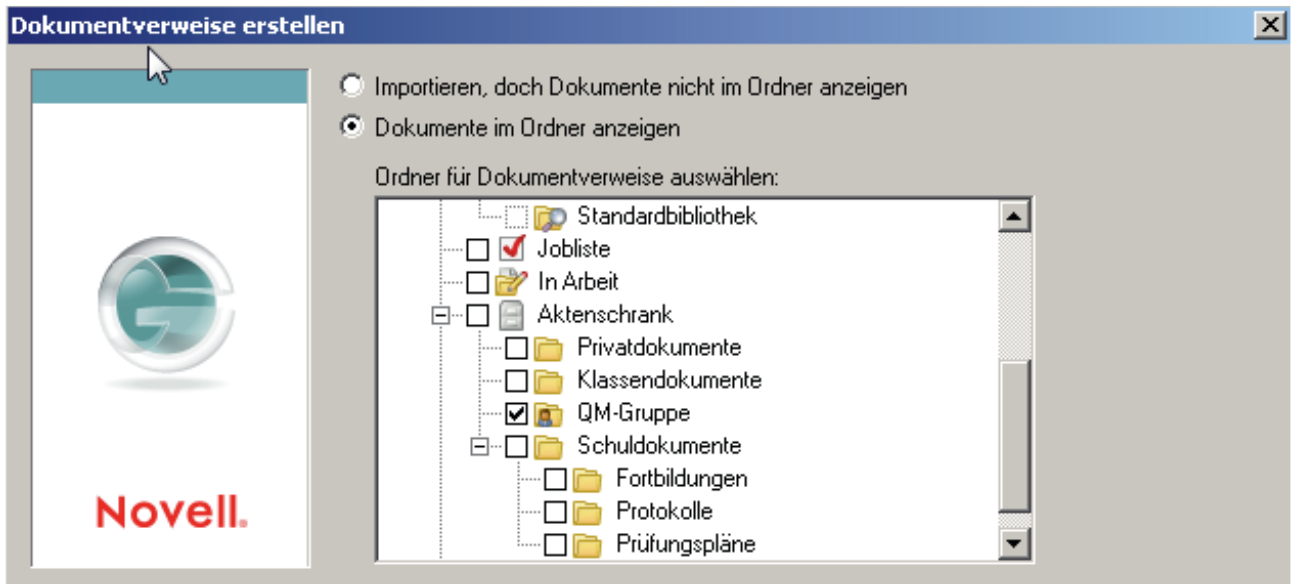 Dokumentverweise erstellen
Importieren, doch Dokumente nicht im Ordner anzeigen
Dokumente im Ordner anzeigen
Ordner für Dokumentverweise auswählen:
Standardbibliothek
Jobliste
In Arbeit
Aktenschrank
Privatdokumente
Klassendokumente
QM-Gruppe
Schuldokumente
Fortbildungen
Protokolle
Prüfungspläne
Novell.